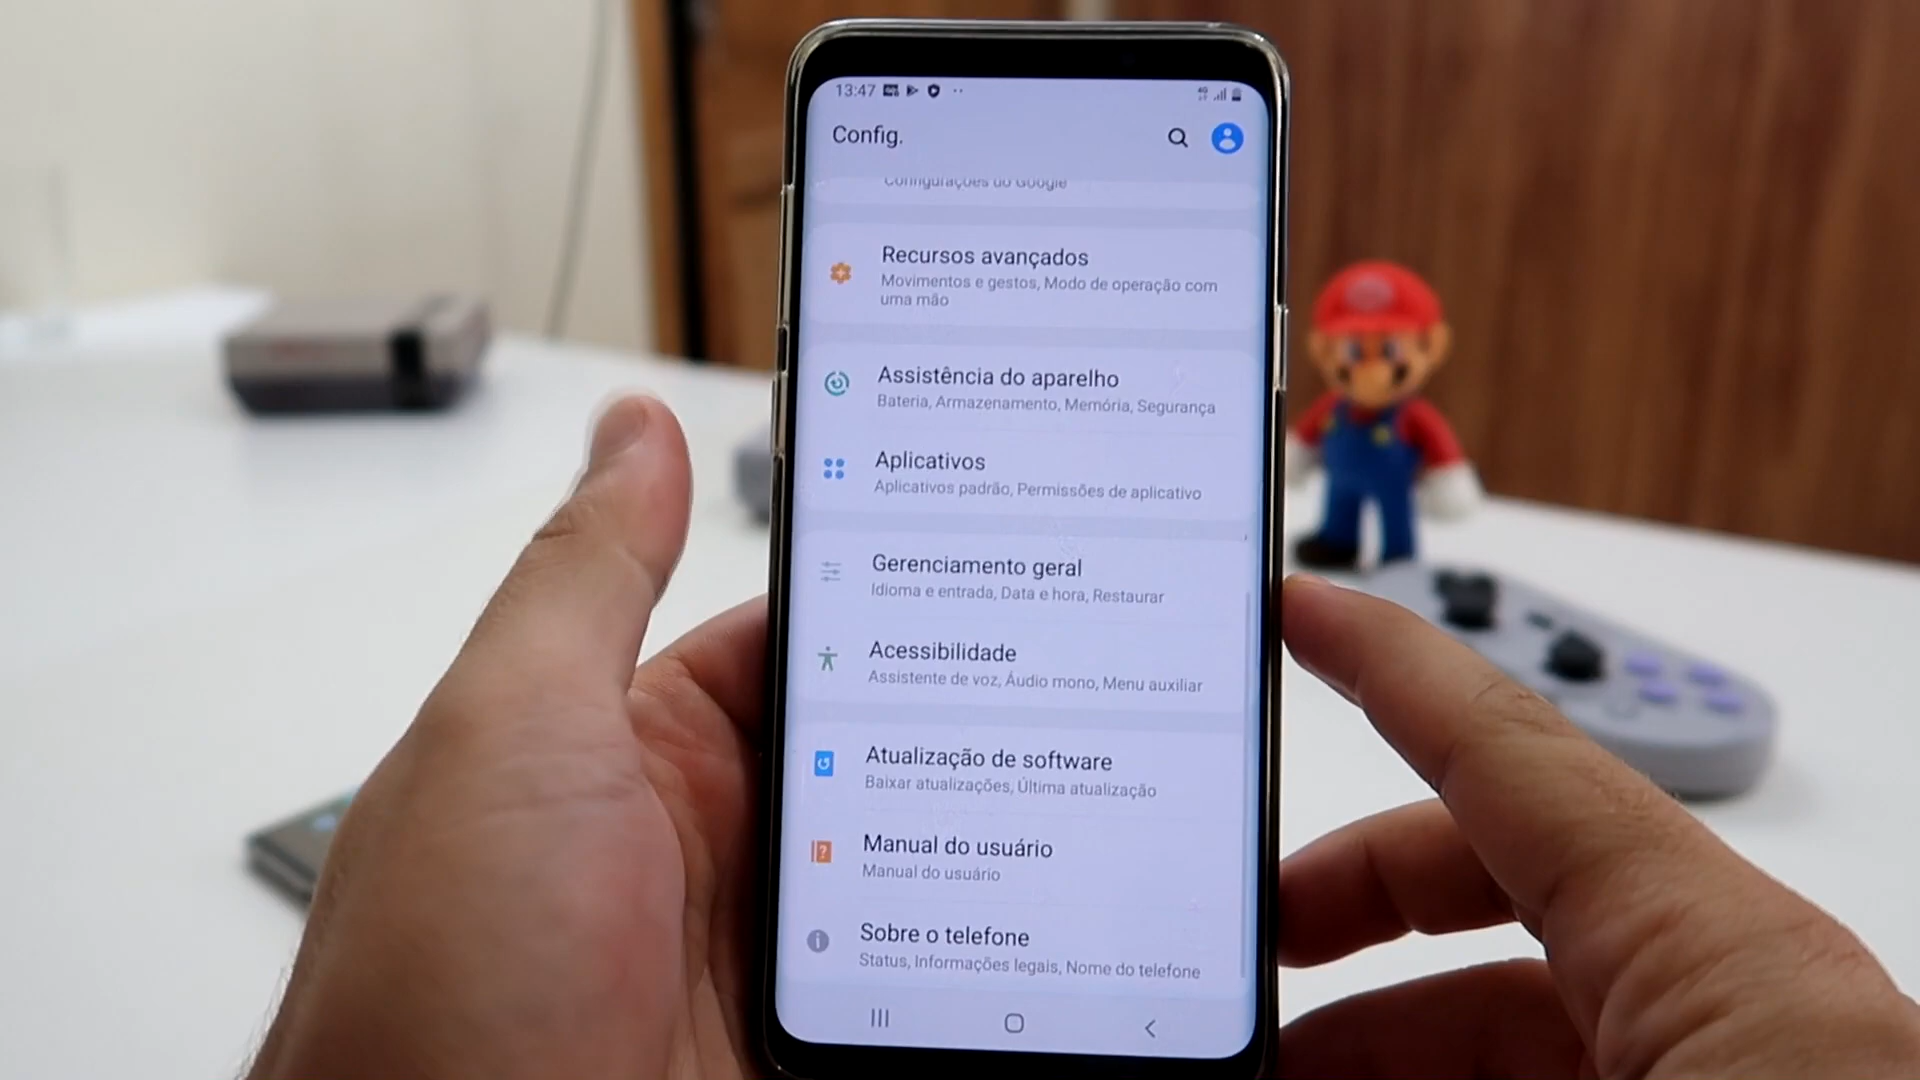 13:47
Config.
Configurações do Google
Recursos avançados
Movimentos e gestos, Modo de operação com
uma mão
Assistência do aparelho
Bateria, Armazenamento, Memória, Segurança
Aplicativos
Aplicativos padrão, Permissões de aplicativo
Gerenciamento geral
Idioma e entrada, Data e hora, Restaurar
Acessibilidade
Assistente de voz, Áudio mono, Menu auxiliar
Atualização de software
Baixar atualizações, Última atualização
Manual do usuário
Manual do usuário
Sobre o telefone
Status, Informações legais, Nome do telefone